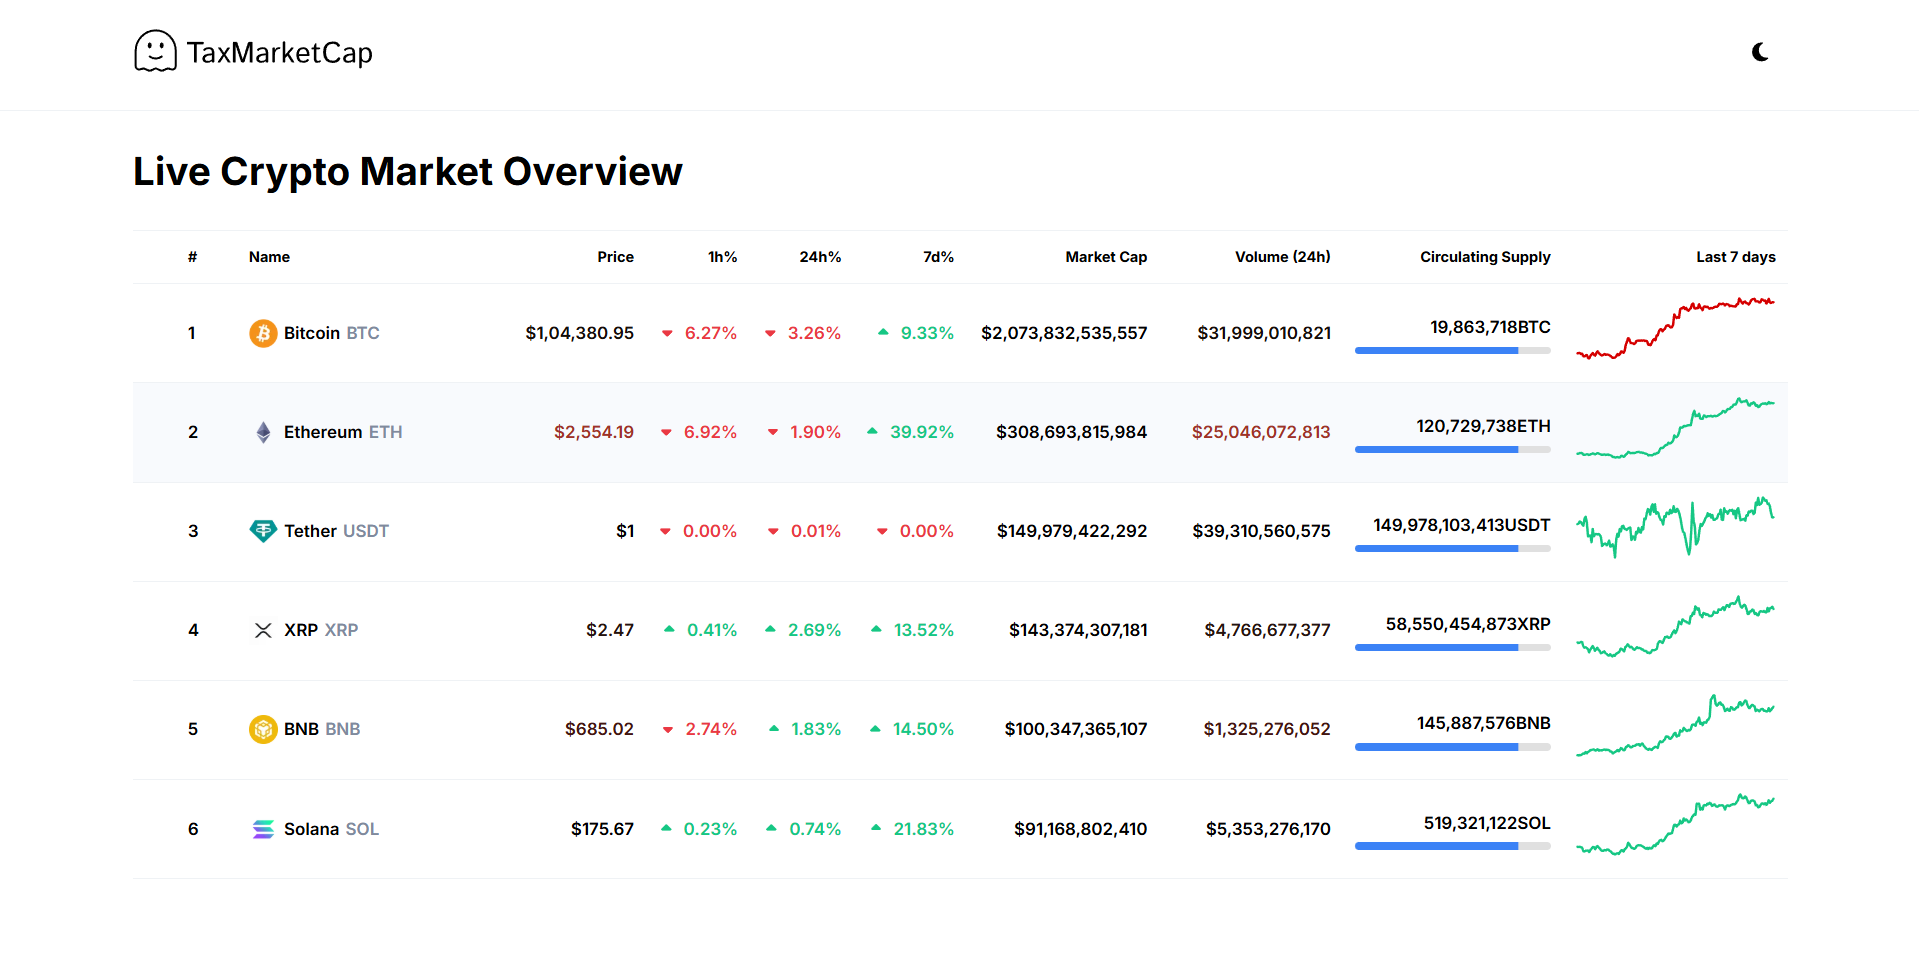 TaxMarketCap
Live Crypto Market Overview
# Name Price 1h% 24h% 7d% Market Cap Volume (24h) Circulating Supply Last 7 days
1 Bitcoin BTC $1,04,380.95 6.27% 3.26% 9.33% $2,073,832,535,557 $31,999,010,821 19,863,718BTC
2 Ethereum ETH $2,554.19 6.92% 1.90% 39.92% $308,693,815,984 $25,046,072,813 120,729,738ETH
3 Tether USDT $1 0.00% 0.01% 0.00% $149,979,422,292 $39,310,560,575 149,978,103,413USDT
4 XRP XRP $2.47 0.41% 2.69% 13.52% $143,374,307,181 $4,766,677,377 58,550,454,873XRP
5 BNB BNB $685.02 2.74% 1.83% 14.50% $100,347,365,107 $1,325,276,052 145,887,576BNB
6 Solana SOL $175.67 0.23% 0.74% 21.83% $91,168,802,410 $5,353,276,170 519,321,122SOL